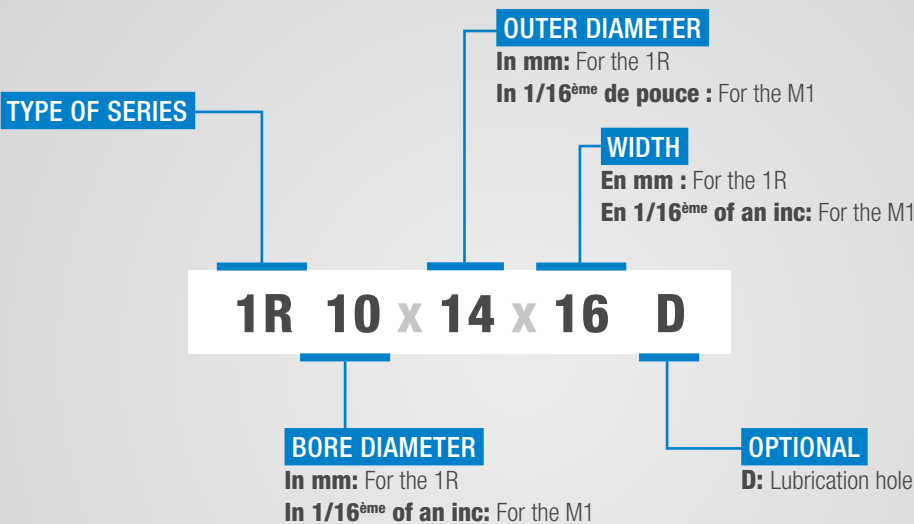 OUTER DIAMETER
In mm: For the 1R
In 1/16ème de pouce : For the M1
TYPE OF SERIES
WIDTH
En mm : For the 1R
En 1/16ème of an inc: For the M1
1R 10 x 14 x 16 D
BORE DIAMETER
In mm: For the 1R
In 1/16ème of an inc: For the M1
OPTIONAL
D: Lubrication hole